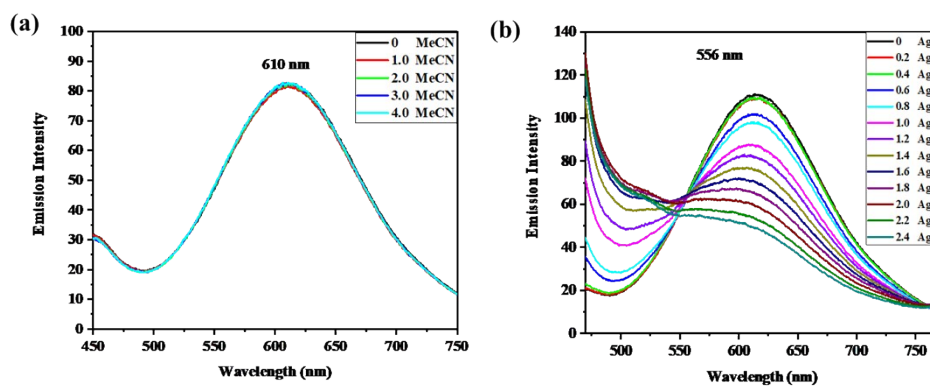 (a)
100
90
80
70
60
50
40
30
20
10
0
Emission Intensity
610 nm
0 MeCN
1.0 MeCN
2.0 MeCN
3.0 MeCN
4.0 MeCN
450 500 550 600 650 700 750
Wavelength (nm)
(b)
140
120
100
80
60
40
20
0
Emission Intensity
556 nm
0 Ag
0.2 Ag
0.4 Ag
0.6 Ag
0.8 Ag
1.0 Ag
1.2 Ag
1.4 Ag
1.6 Ag
1.8 Ag
2.0 Ag
2.2 Ag
2.4 Ag
500 550 600 650 700 750
Wavelength (nm)